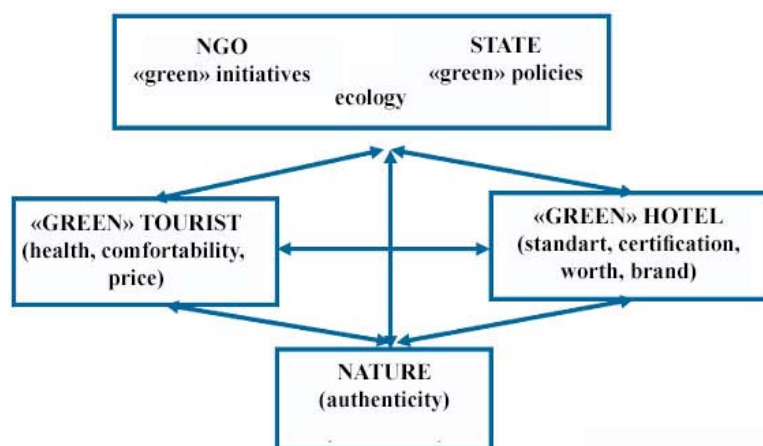 NGO
«green» initiatives
STATE
«green» policies
ecology
«GREEN» TOURIST
(health, comfortability,
price)
«GREEN» HOTEL
(standart, certification,
worth, brand)
NATURE
(authenticity)